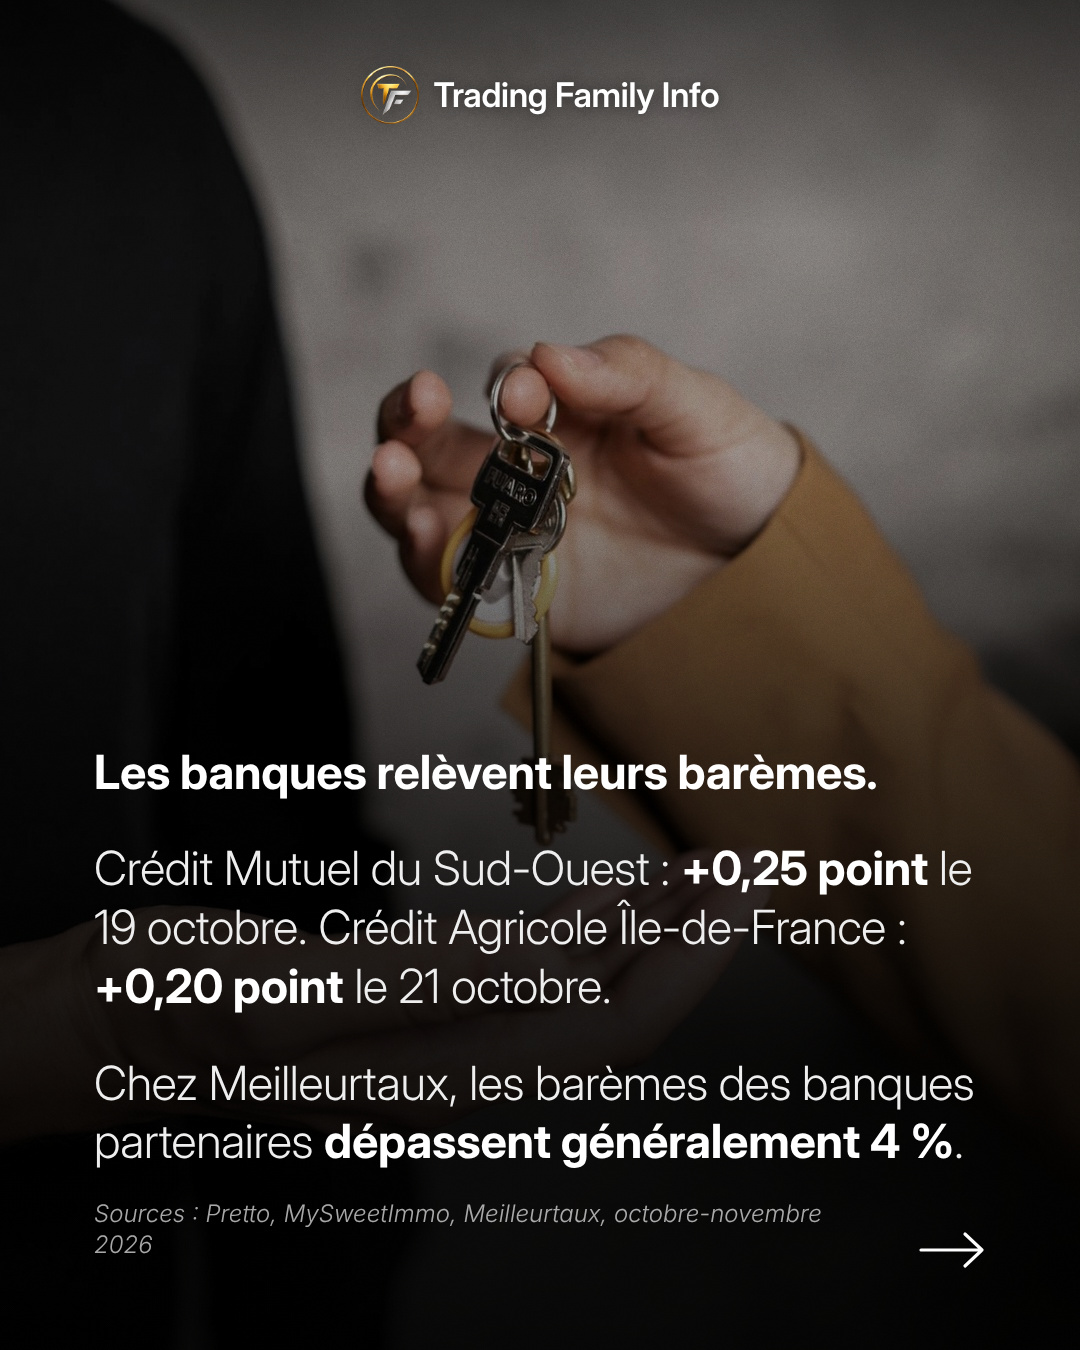 TF Trading Family Info
FUARO
Les banques relèvent leurs barèmes.
Crédit Mutuel du Sud-Ouest : +0,25 point le
19 octobre. Crédit Agricole Île-de-France :
+0,20 point le 21 octobre.
Chez Meilleurtaux, les barèmes des banques
partenaires dépassent généralement 4 %.
Sources : Pretto, MySweetImmo, Meilleurtaux, octobre-novembre
2026